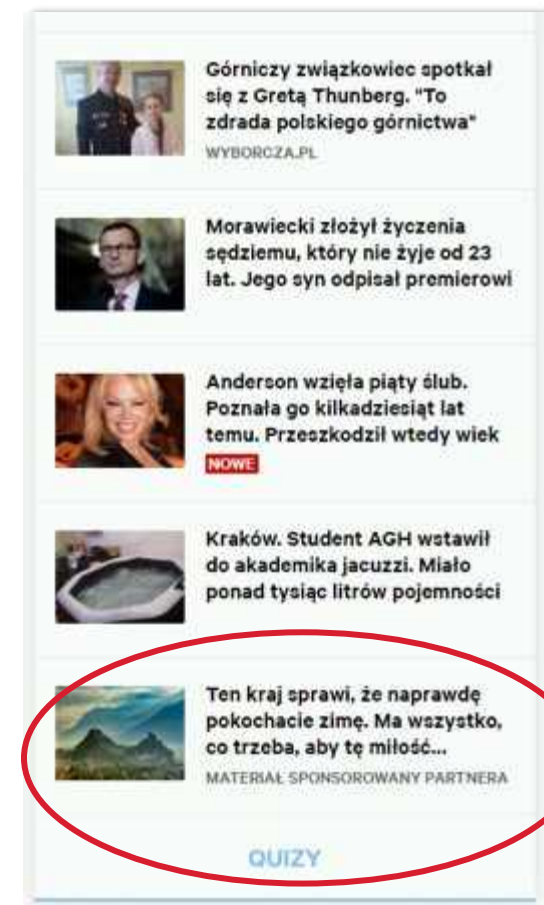 Górniczy związkowiec spotkał
się z Gretą Thunberg. "To
zdrada polskiego górnictwa"
WYBORCZA.PL
Morawiecki złożył życzenia
sędziemu, który nie żyje od 23
lat. Jego syn odpisał premierowi
Anderson wzięła piąty ślub.
Poznała go kilkadziesiąt lat
temu. Przeszkodził wtedy wiek
NOWE
Kraków. Student AGH wstawił
do akademika jacuzzi. Miało
ponad tysiąc litrów pojemności
Ten kraj sprawi, że naprawdę
pokochacie zimę. Ma wszystko,
co trzeba, aby tę miłość...
MATERIAŁ SPONSOROWANY PARTNERA
QUIZY